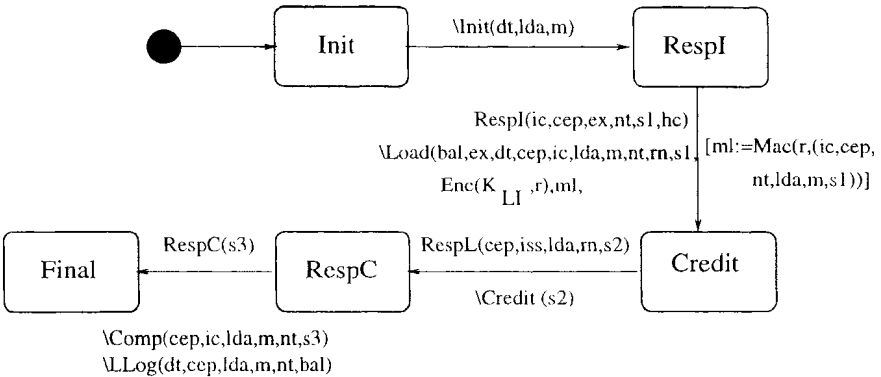 \Init(dt,lda,m)
Init
RespI
RespI(ic,cep,ex,nt,s1,hc)
\Load(bal,ex,dt,cep,ic,lda,m,nt,rn,s1,
Enc(K LI ,r),ml,
[ml:=Mac(r,(ic,cep,
nt,lda,m,s1))]
Final
RespC(s3)
RespC
RespL(cep,iss,lda,rn,s2)
\Credit (s2)
Credit
\Comp(cep,ic,lda,m,nt,s3)
\LLog(dt,cep,lda,m,nt,bal)